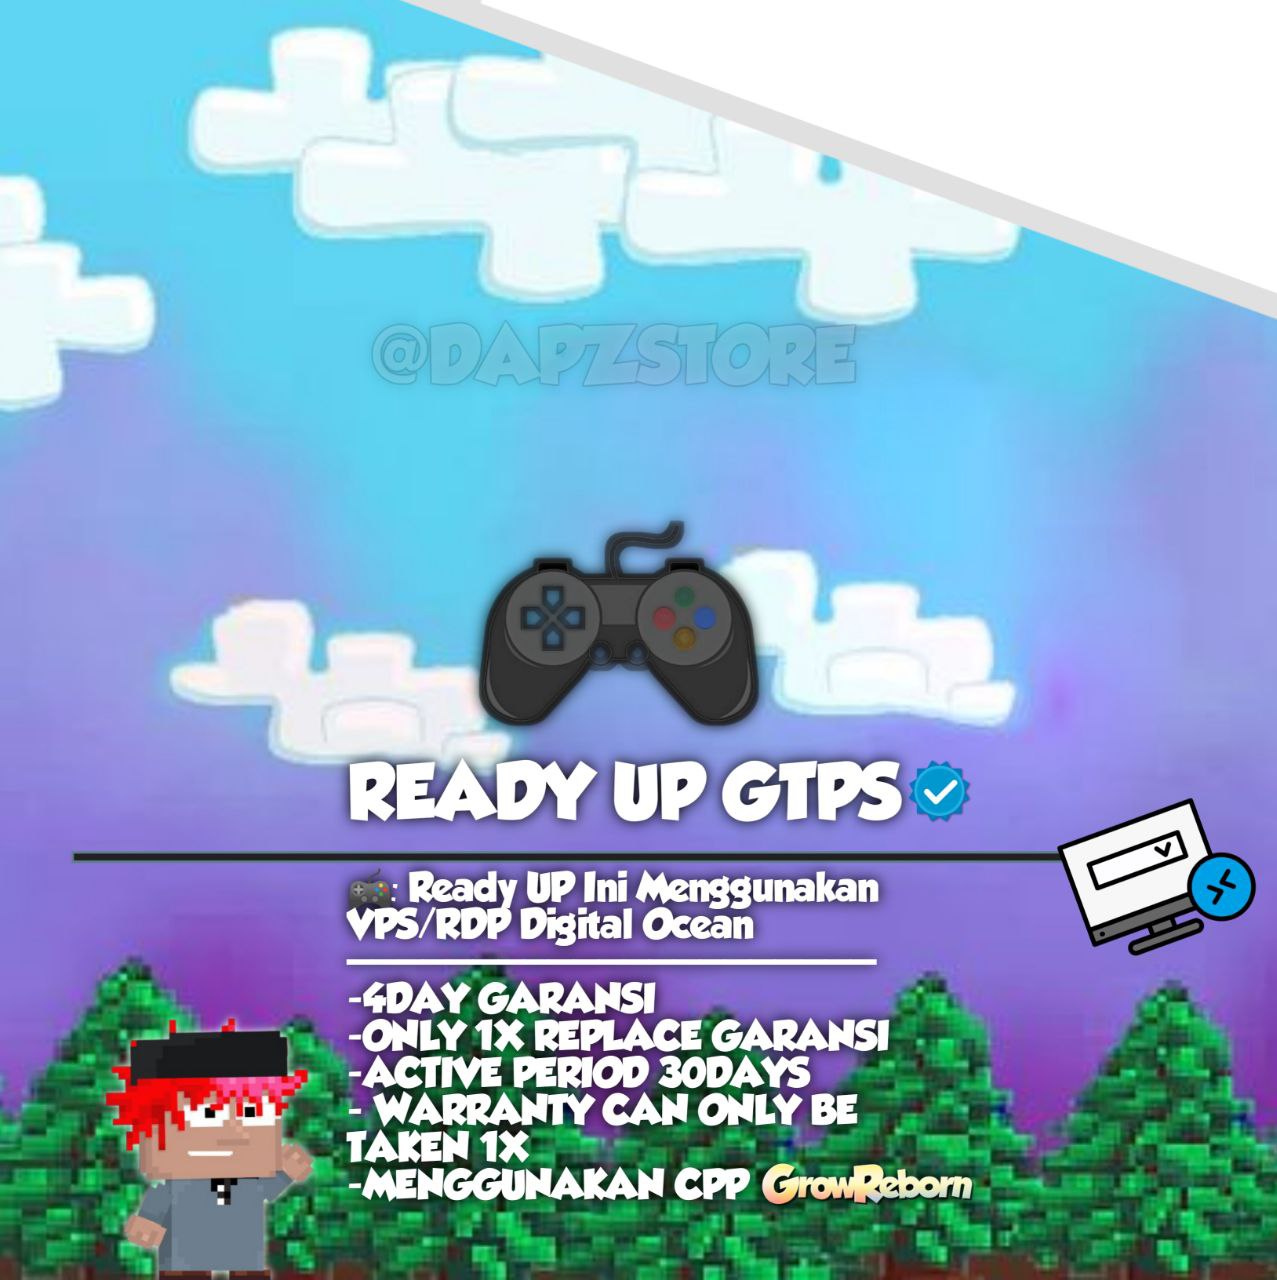 @DAPZSTORE
READY UP GTPS
🎮: Ready UP Ini Menggunakan
VPS/RDP Digital Ocean
-4DAY GARANSI
-ONLY 1X REPLACE GARANSI
-ACTIVE PERIOD 30DAYS
- WARRANTY CAN ONLY BE
TAKEN 1X
-MENGGUNAKAN CPP GrowReborn